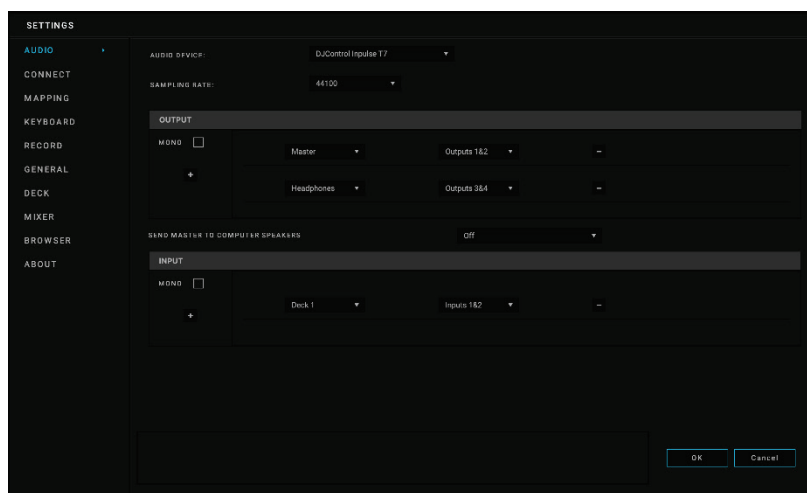 SETTINGS
AUDIO
CONNECT
MAPPING
KEYBOARD
RECORD
GENERAL
DECK
MIXER
BROWSER
ABOUT
AUDIO DEVICE: DJControl Inpulse T7
SAMPLING RATE: 44100
OUTPUT
MONO
+
Master Outputs 1&2 -
Headphones Outputs 3&4 -
SEND MASTER TO COMPUTER SPEAKERS Off
INPUT
MONO
+
Deck 1 Inputs 1&2 -
OK Cancel